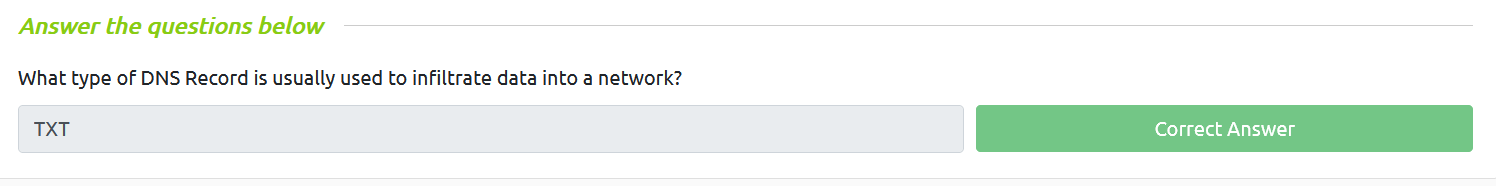 Answer the questions below
What type of DNS Record is usually used to infiltrate data into a network?
TXT
Correct Answer